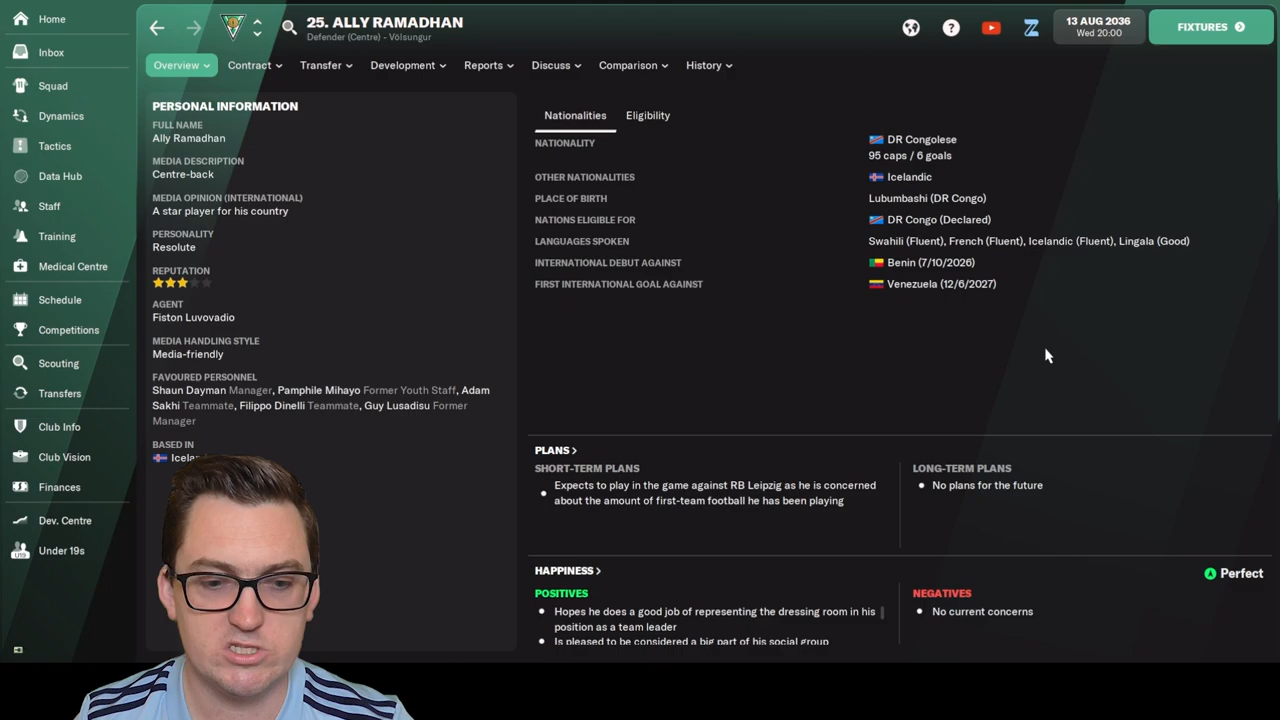 Home
Inbox
Squad
Dynamics
Tactics
Data Hub
Staff
Training
Medical Centre
Schedule
Competitions
Scouting
Transfers
Club Info
Club Vision
Finances
Dev. Centre
Under 19s
25. ALLY RAMADHAN
Defender (Centre) - Völsungur
13 AUG 2036
Wed 20:00
FIXTURES
Overview Contract Transfer Development Reports Discuss Comparison History
PERSONAL INFORMATION
FULL NAME
Ally Ramadhan
MEDIA DESCRIPTION
Centre-back
MEDIA OPINION (INTERNATIONAL)
A star player for his country
PERSONALITY
Resolute
REPUTATION
AGENT
Fiston Luvovadio
MEDIA HANDLING STYLE
Media-friendly
FAVOURED PERSONNEL
Shaun Dayman Manager, Pamphile Mihayo Former Youth Staff, Adam
Sakhi Teammate, Filippo Dinelli Teammate, Guy Lusadisu Former
Manager
BASED IN
Nationalities Eligibility
NATIONALITY DR Congolese
95 caps / 6 goals
OTHER NATIONALITIES Icelandic
PLACE OF BIRTH Lubumbashi (DR Congo)
NATIONS ELIGIBLE FOR DR Congo (Declared)
LANGUAGES SPOKEN Swahili (Fluent), French (Fluent), Icelandic (Fluent), Lingala (Good)
INTERNATIONAL DEBUT AGAINST Benin (7/10/2026)
FIRST INTERNATIONAL GOAL AGAINST Venezuela (12/6/2027)
PLANS >
SHORT-TERM PLANS
Expects to play in the game against RB Leipzig as he is concerned
about the amount of first-team football he has been playing
LONG-TERM PLANS
No plans for the future
HAPPINESS >
Perfect
POSITIVES
Hopes he does a good job of representing the dressing room in his
position as a team leader
Is pleased to be considered a big part of his social group
NEGATIVES
No current concerns